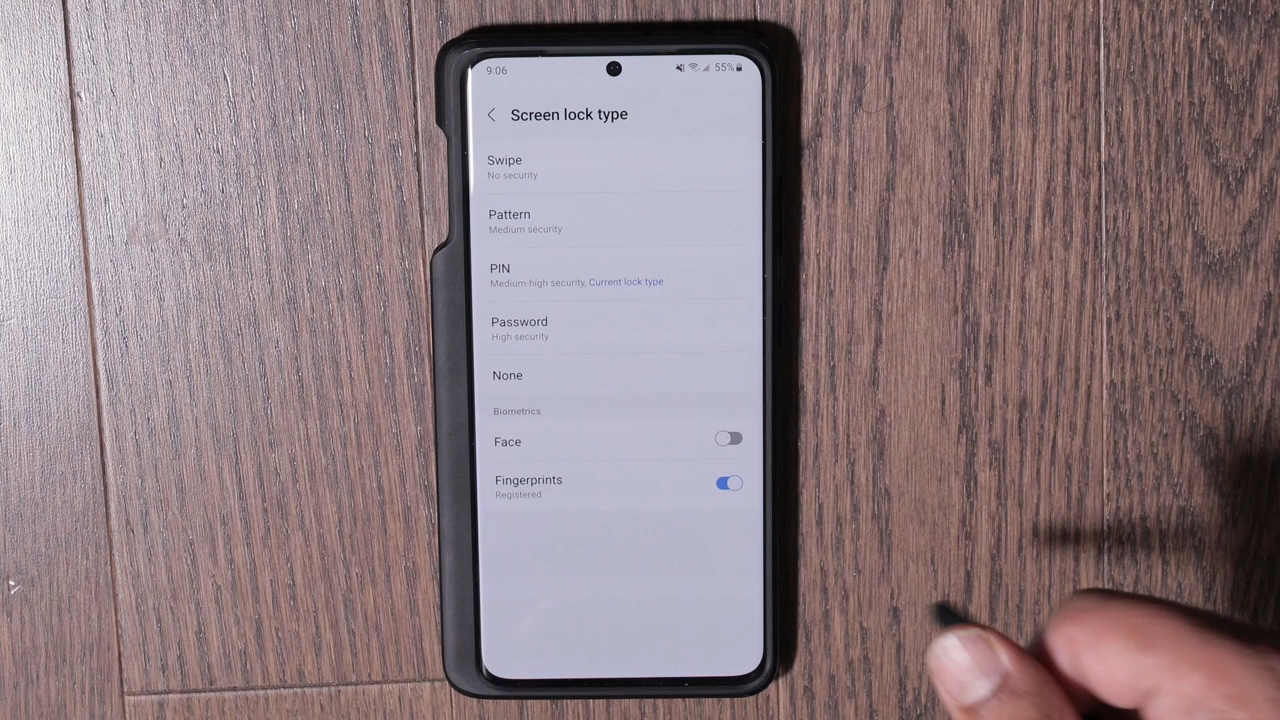 9:06
55%
Screen lock type
Swipe
No security
Pattern
Medium security
PIN
Medium-high security, Current lock type
Password
High security
None
Biometrics
Face
Fingerprints
Registered